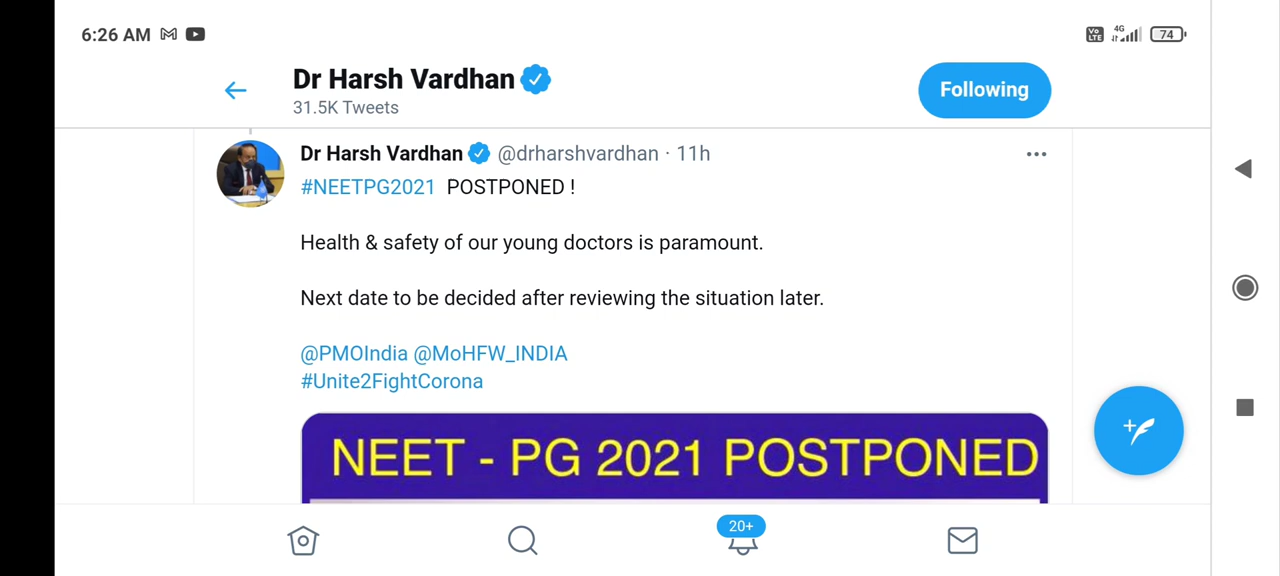 6:26 AM
VoLTE 4G 74
Dr Harsh Vardhan
31.5K Tweets
Following
Dr Harsh Vardhan @drharshvardhan · 11h
#NEETPG2021 POSTPONED !
Health & safety of our young doctors is paramount.
Next date to be decided after reviewing the situation later.
@PMOIndia @MoHFW_INDIA
#Unite2FightCorona
NEET - PG 2021 POSTPONED
20+